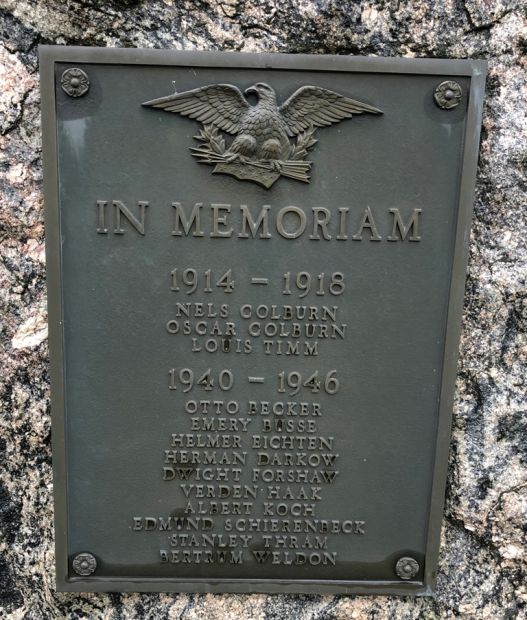 IN MEMORIAM
1914 - 1918
NELS COLBURN
OSCAR COLBURN
LOUIS TIMM
1940 - 1946
OTTO BECKER
EMERY BUSSE
HELMER EICHTEN
HERMAN DARKOW
DWIGHT FORSHAW
VERDEN HAAK
ALBERT KOCH
EDMUND SCHIERENBECK
STANLEY THRAM
BERTRUM WELDON